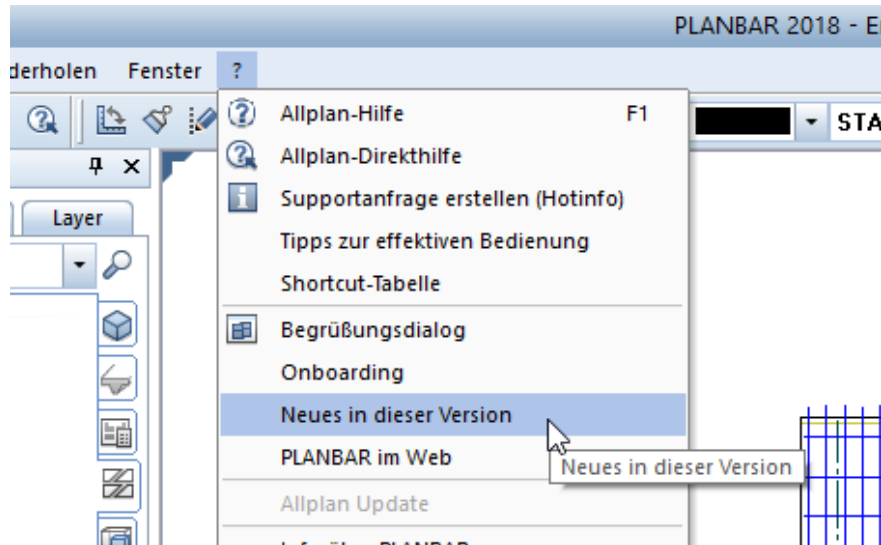 PLANBAR 2018 - E
derholen Fenster ?
Allplan-Hilfe F1
STA
Allplan-Direkthilfe
Supportanfrage erstellen (Hotinfo)
Layer
Tipps zur effektiven Bedienung
Shortcut-Tabelle
Begrüßungsdialog
Onboarding
Neues in dieser Version
PLANBAR im Web
Neues in dieser Version
Allplan Update